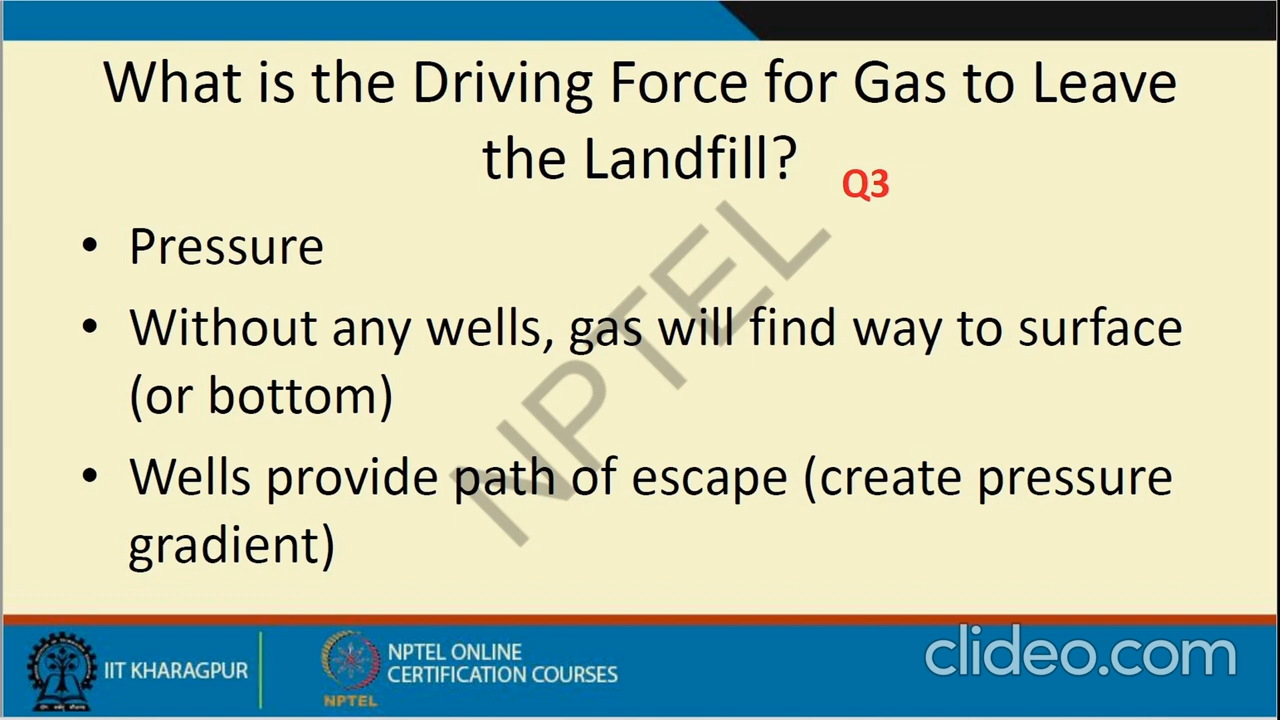 What is the Driving Force for Gas to Leave
the Landfill?
Q3
• Pressure
• Without any wells, gas will find way to surface
(or bottom)
• Wells provide path of escape (create pressure
gradient)
NPTEL
IIT KHARAGPUR
NPTEL
NPTEL ONLINE
CERTIFICATION COURSES
clideo.com